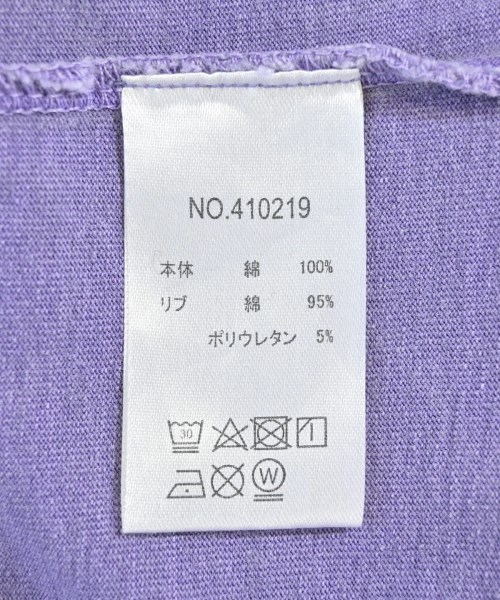 NO.410219
本体 綿 100%
リブ 綿 95%
ポリウレタン 5%
30
W